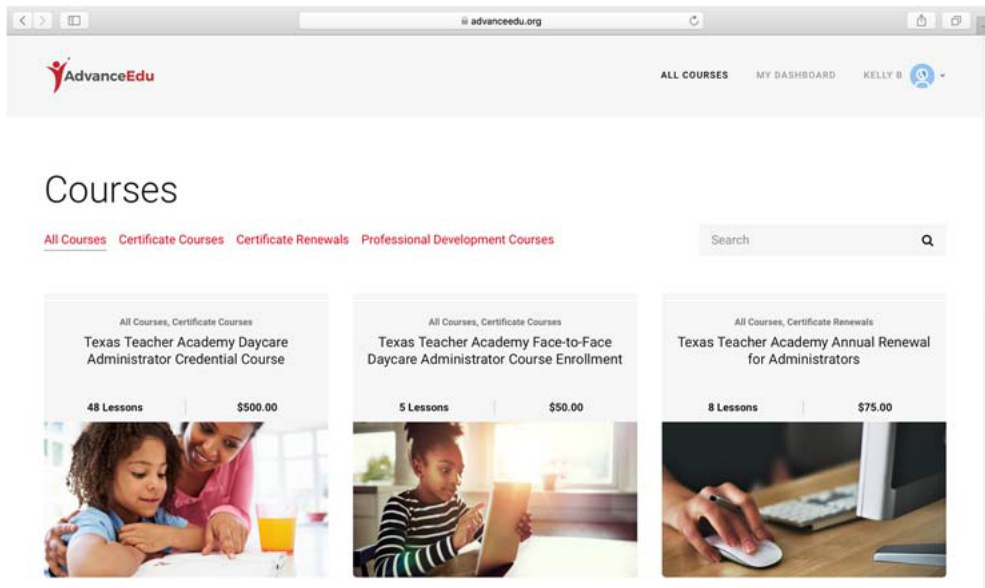 advanceedu.org
AdvanceEdu
ALL COURSES MY DASHBOARD KELLY B
Courses
All Courses Certificate Courses Certificate Renewals Professional Development Courses
Search
All Courses, Certificate Courses
Texas Teacher Academy Daycare
Administrator Credential Course
48 Lessons $500.00
All Courses, Certificate Courses
Texas Teacher Academy Face-to-Face
Daycare Administrator Course Enrollment
5 Lessons $50.00
All Courses, Certificate Renewals
Texas Teacher Academy Annual Renewal
for Administrators
8 Lessons $75.00